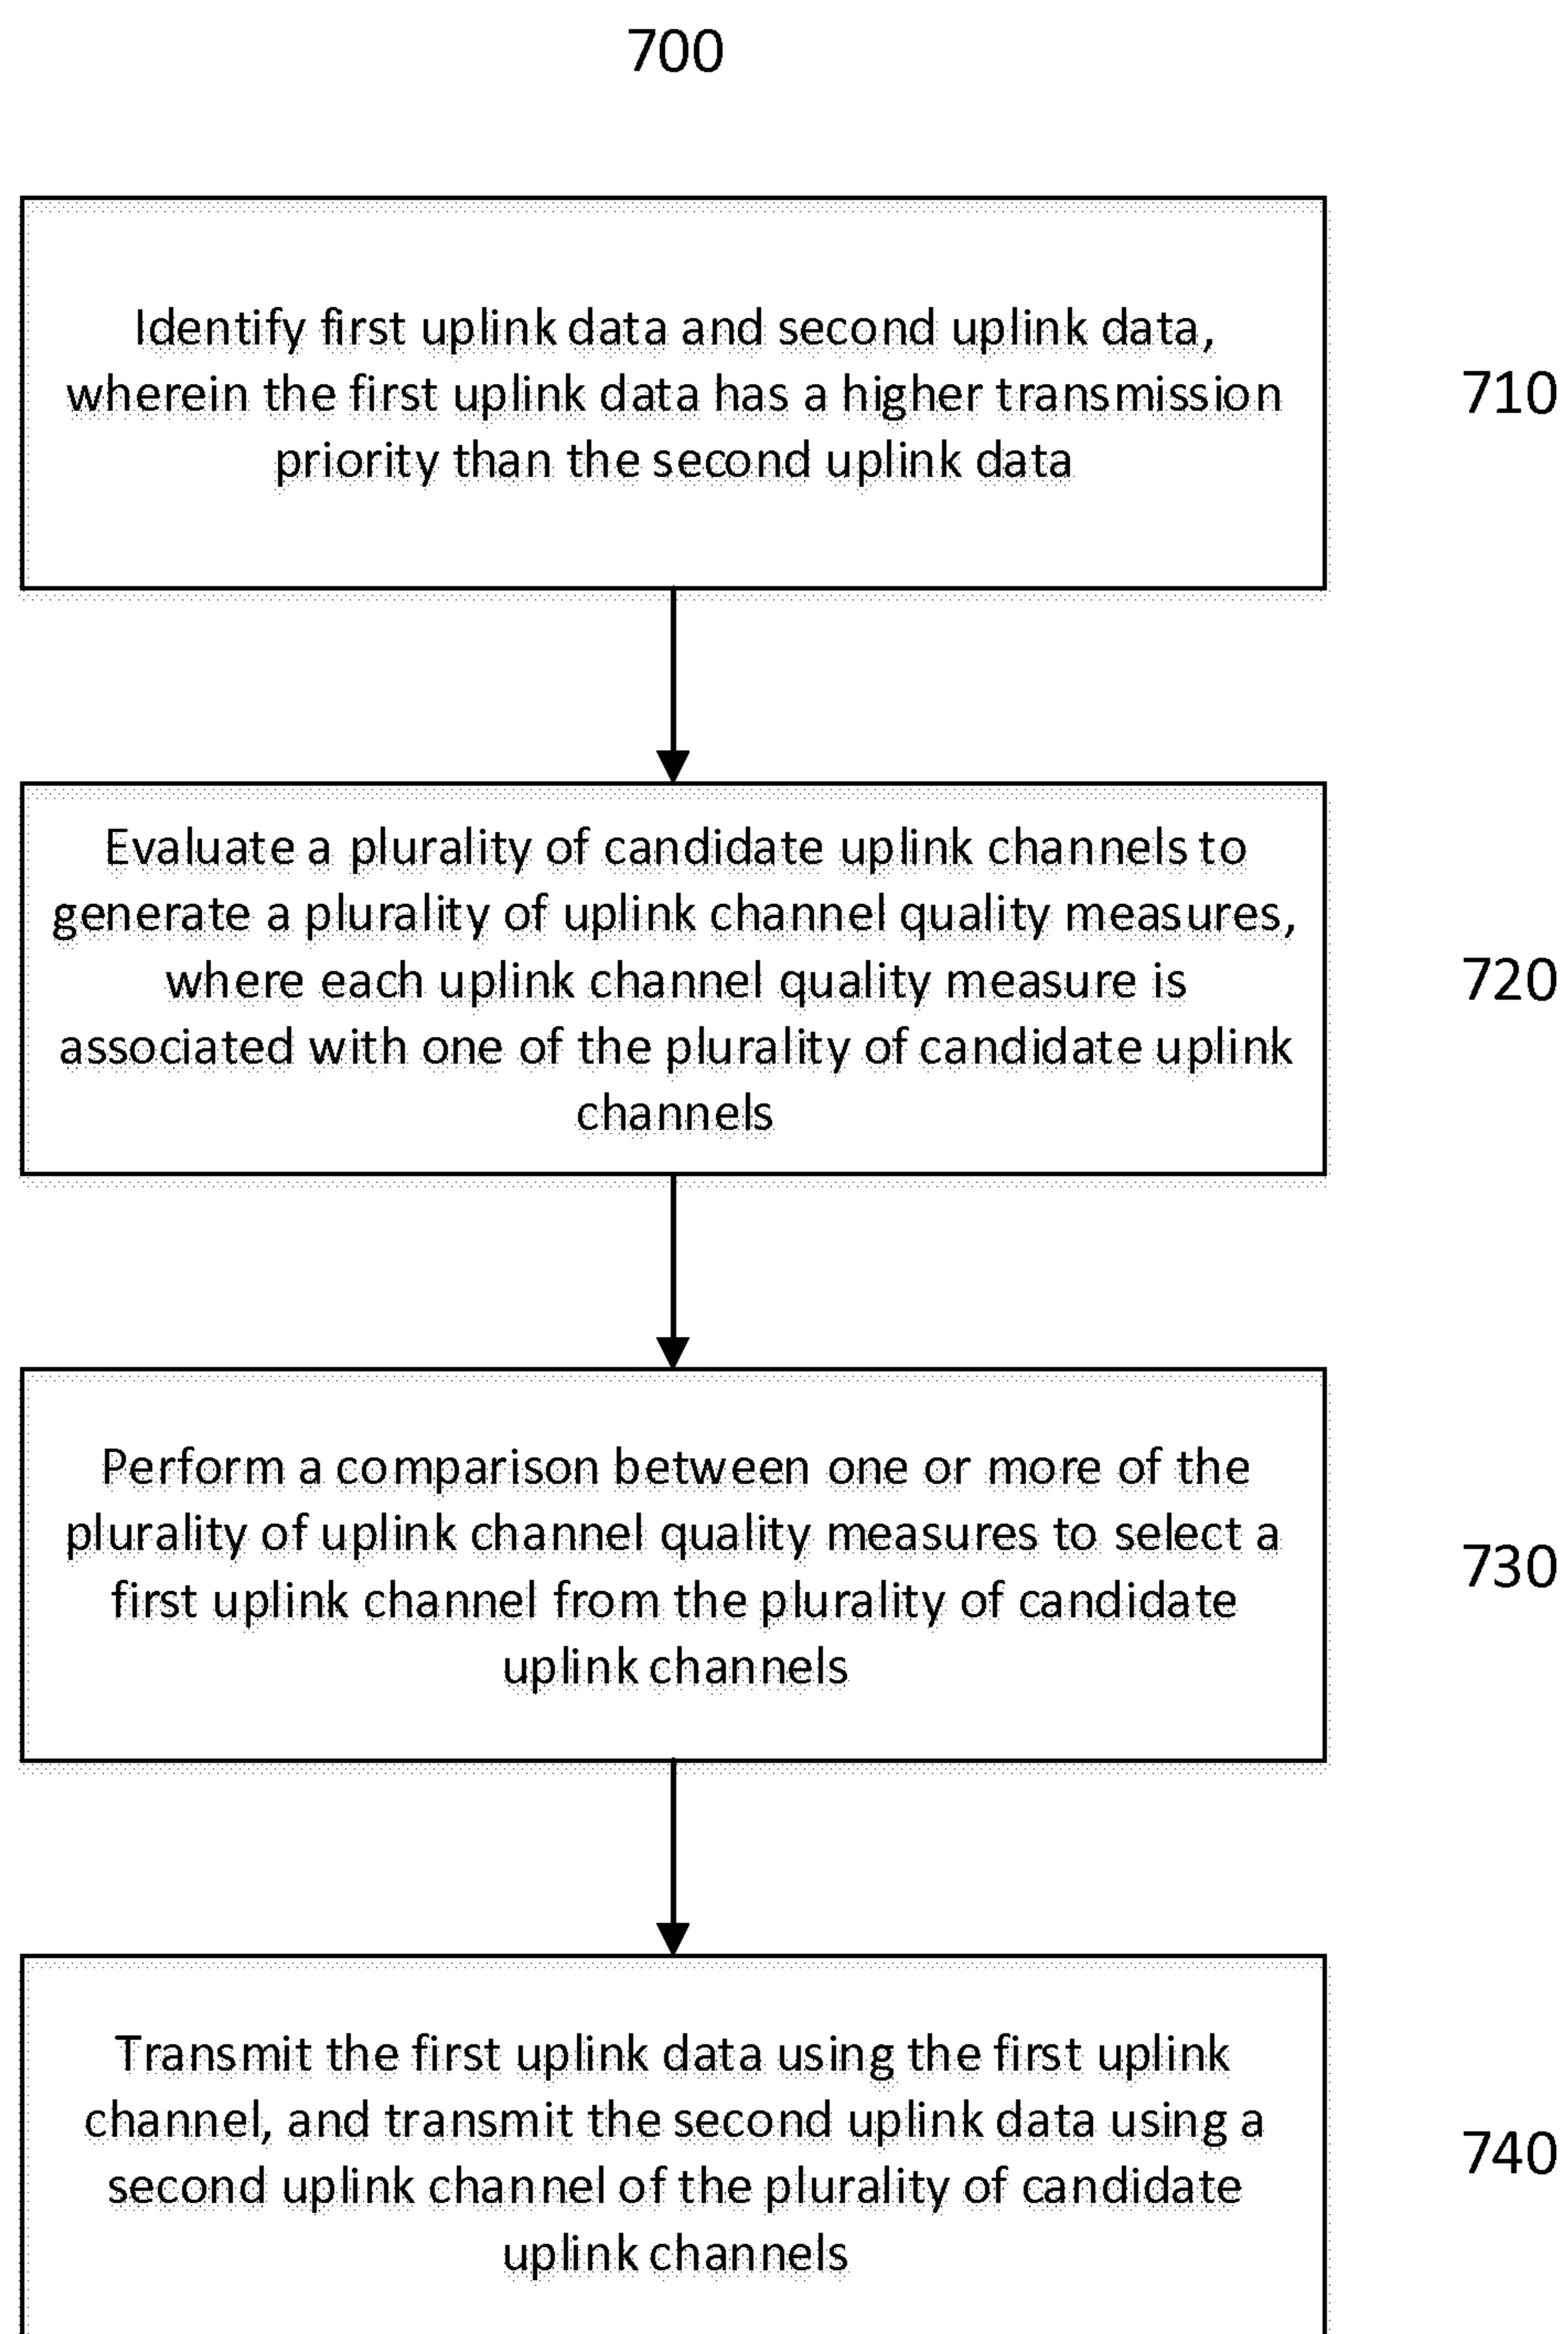 700
Identify first uplink data and second uplink data,
wherein the first uplink data has a higher transmission
priority than the second uplink data
710
Evaluate a plurality of candidate uplink channels to
generate a plurality of uplink channel quality measures,
where each uplink channel quality measure is
associated with one of the plurality of candidate uplink
channels
720
Perform a comparison between one or more of the
plurality of uplink channel quality measures to select a
first uplink channel from the plurality of candidate
uplink channels
730
Transmit the first uplink data using the first uplink
channel, and transmit the second uplink data using a
second uplink channel of the plurality of candidate
uplink channels
740